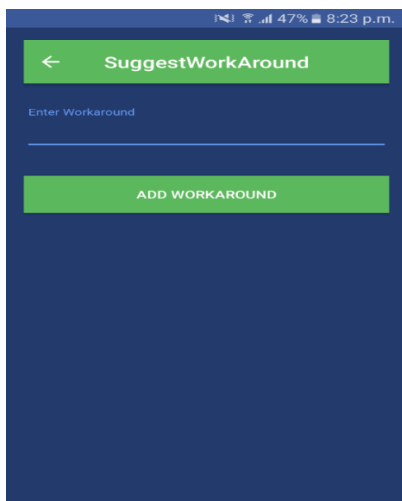 47% 8:23 p.m.
SuggestWorkAround
Enter Workaround
ADD WORKAROUND